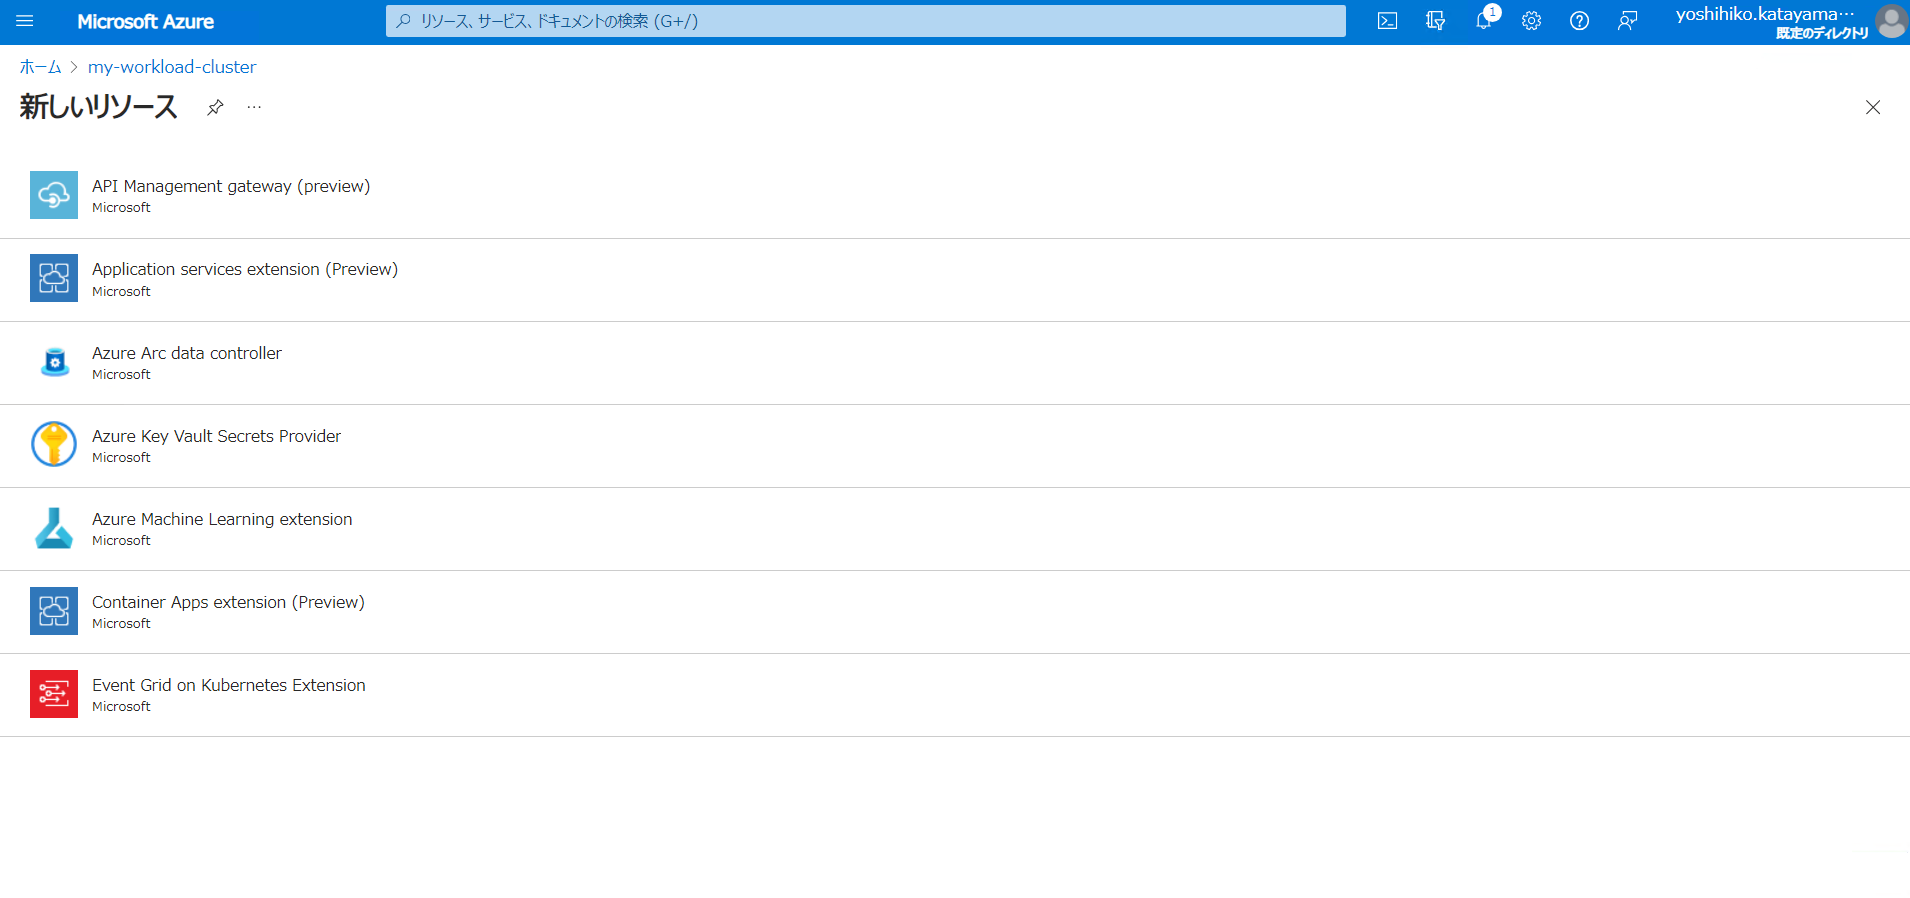 Microsoft Azure
リソース、サービス、ドキュメントの検索 (G+/)
1
yoshihiko.katayama…
既定のディレクトリ
ホーム > my-workload-cluster
新しいリソース
…
API Management gateway (preview)
Microsoft
Application services extension (Preview)
Microsoft
Azure Arc data controller
Microsoft
Azure Key Vault Secrets Provider
Microsoft
Azure Machine Learning extension
Microsoft
Container Apps extension (Preview)
Microsoft
Event Grid on Kubernetes Extension
Microsoft